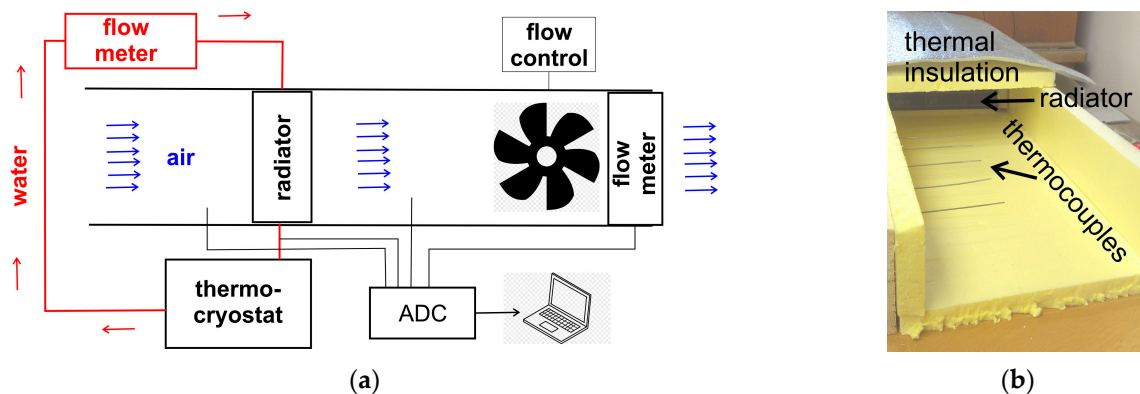 flow
meter
flow
control
water
air
radiator
flow
meter
thermo-
cryostat
ADC
(a)
thermal
insulation
radiator
thermocouples
(b)